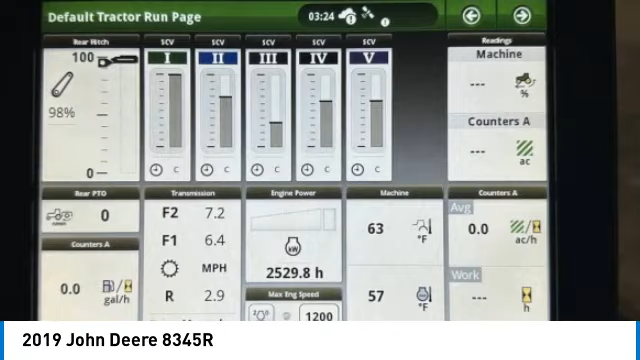 Default Tractor Run Page
03:24
Rear Hitch
100
98%
0
SCV
I
C
SCV
II
C
SCV
III
C
SCV
IV
C
SCV
V
C
Readings
Machine
---
%
Counters A
---
ac
Rear PTO
0
Counters A
0.0
gal/h
Transmission
F2 7.2
F1 6.4
MPH
R 2.9
Engine Power
kW
2529.8 h
Max Eng Speed
1200
Machine
63
°F
57
°F
Counters A
Avg
0.0
ac/h
Work
---
h
2019 John Deere 8345R